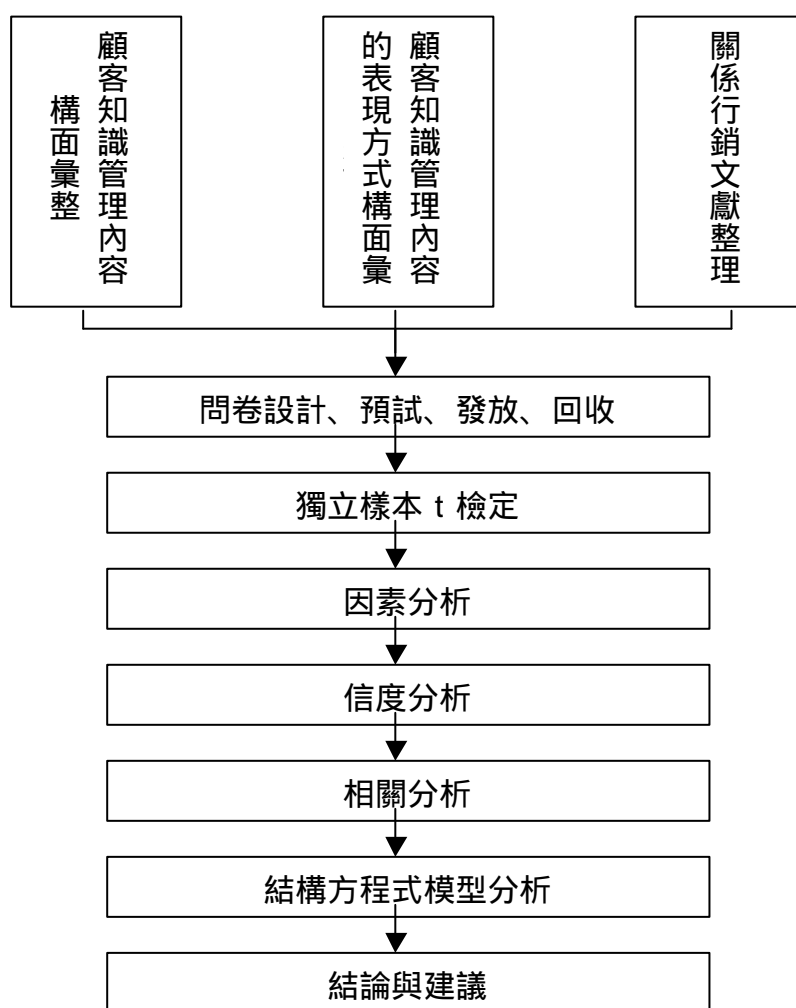 顧客知識管理內容
構面彙整
顧客知識管理內容
的表現方式構面彙
關係行銷文獻整理
問卷設計、預試、發放、回收
獨立樣本 t 檢定
因素分析
信度分析
相關分析
結構方程式模型分析
結論與建議